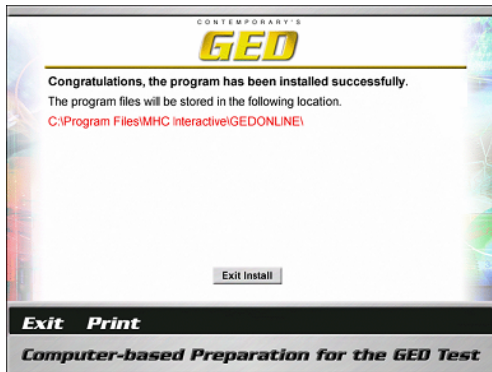 CONTEMPORARY'S
GED
Congratulations, the program has been installed successfully.
The program files will be stored in the following location.
C:\Program Files\MHC Interactive\GEDONLINE\
Exit Install
Exit Print
Computer-based Preparation for the GED Test